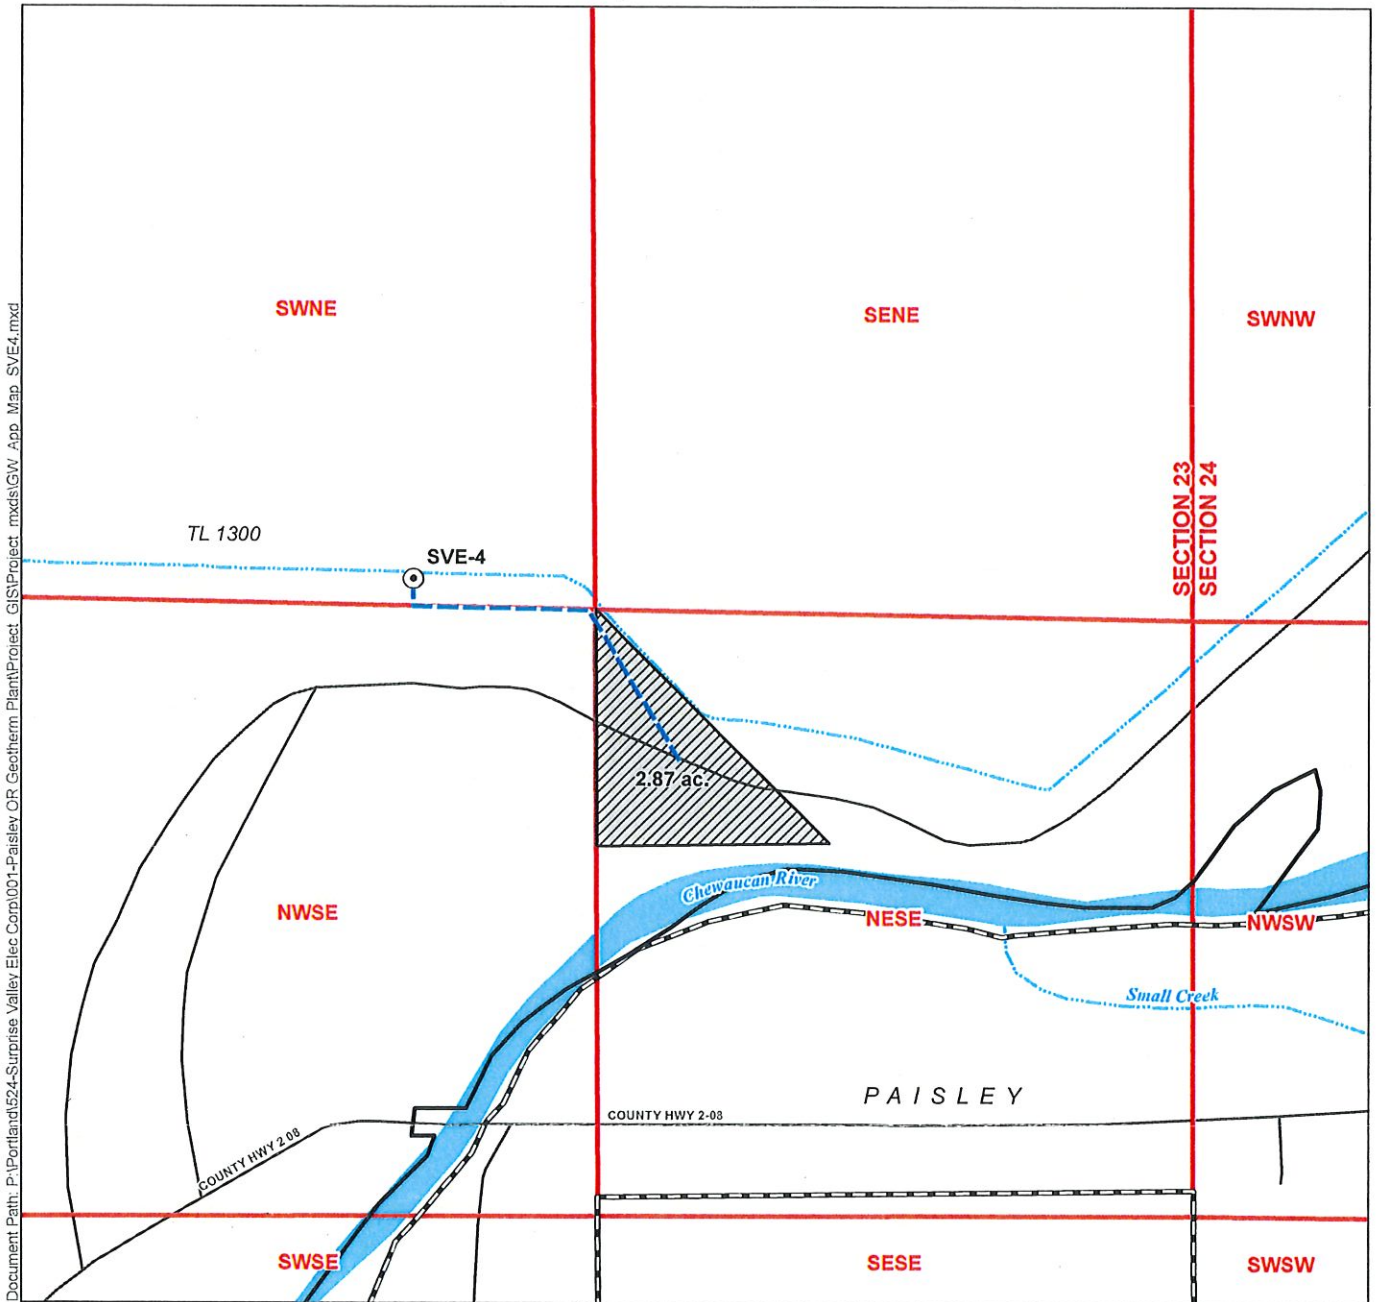 SWNE
SENE
SWNW
SECTION 23
SECTION 24
TL 1300
SVE-4
2.87 ac.
Chewaucan River
NWSE
NESE
NWSW
Small Creek
PAISLEY
COUNTY HWY 2-08
COUNTY HWY 2 08
SWSE
SESE
SWSW
Document Path: P:\Portland\524-Surprise Valley Elec Corp\001-Paisley OR Geotherm Plant\Project_GIS\Project_mxds\GW_App_Map_SVE4.mxd